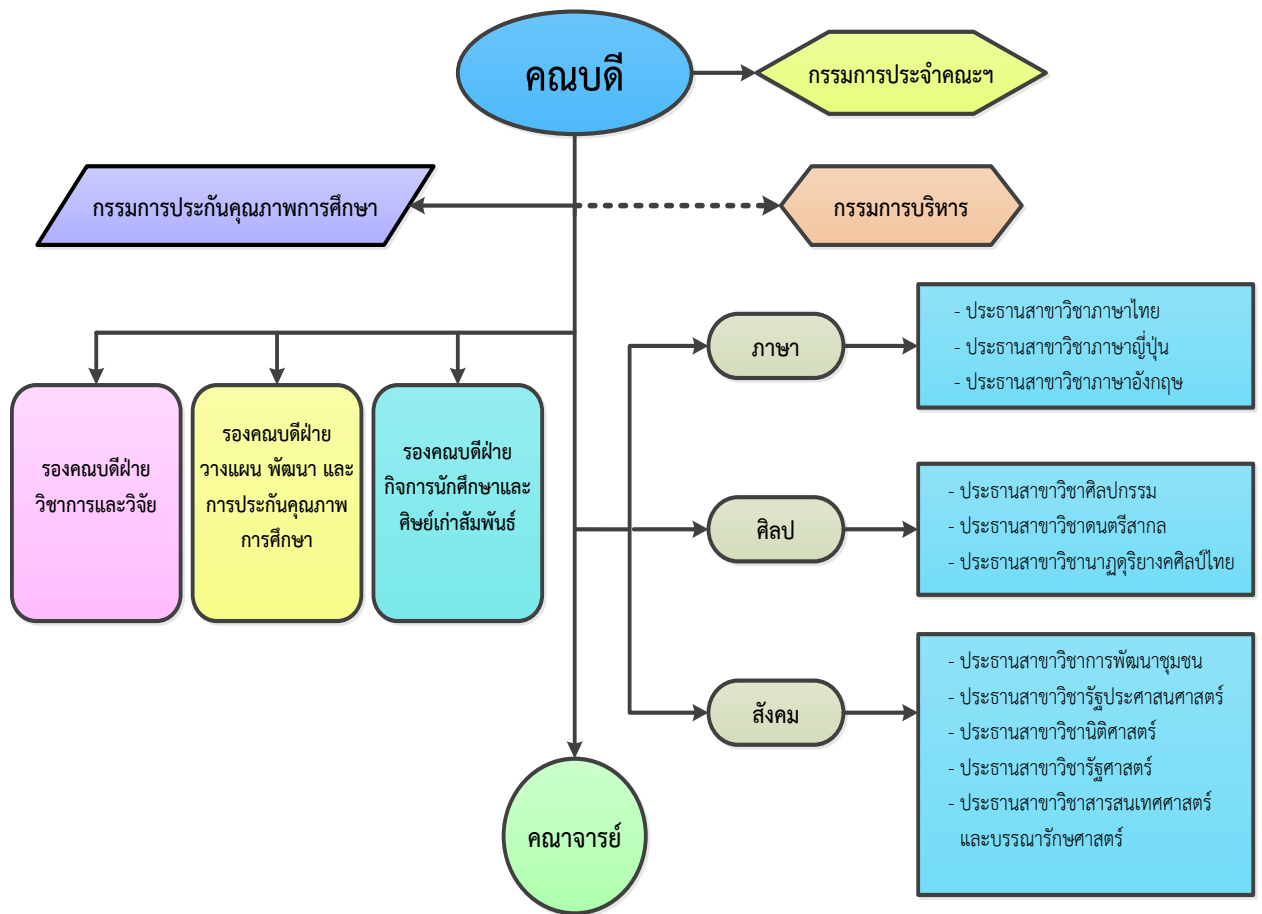 คณบดี
กรรมการประจำคณะฯ
กรรมการประกันคุณภาพการศึกษา
กรรมการบริหาร
รองคณบดีฝ่าย
วิชาการและวิจัย
รองคณบดีฝ่าย
วางแผน พัฒนา และ
การประกันคุณภาพ
การศึกษา
รองคณบดีฝ่าย
กิจการนักศึกษาและ
ศิษย์เก่าสัมพันธ์
ภาษา
- ประธานสาขาวิชาภาษาไทย
- ประธานสาขาวิชาภาษาญี่ปุ่น
- ประธานสาขาวิชาภาษาอังกฤษ
ศิลป
- ประธานสาขาวิชาศิลปกรรม
- ประธานสาขาวิชาดนตรีสากล
- ประธานสาขาวิชานาฏดุริยางคศิลป์ไทย
สังคม
- ประธานสาขาวิชาการพัฒนาชุมชน
- ประธานสาขาวิชารัฐประศาสนศาสตร์
- ประธานสาขาวิชานิติศาสตร์
- ประธานสาขาวิชารัฐศาสตร์
- ประธานสาขาวิชาสารสนเทศศาสตร์
และบรรณารักษศาสตร์
คณาจารย์